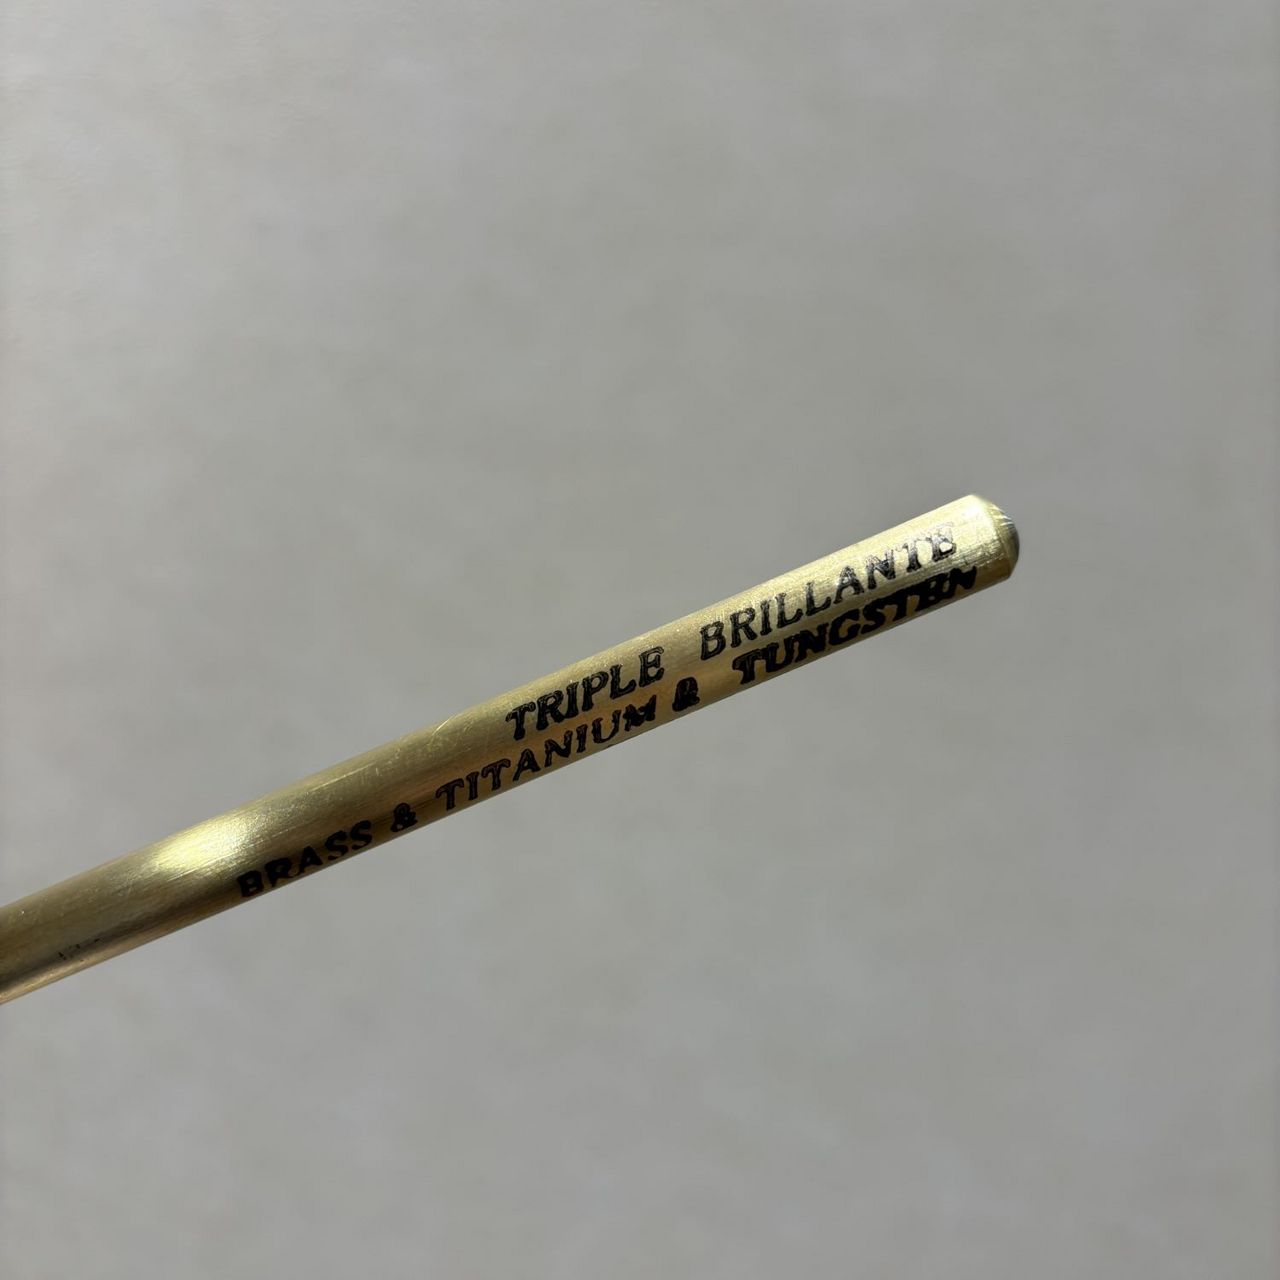 TRIPLE BRILLANTE
BRASS & TITANIUM & TUNGSTEN